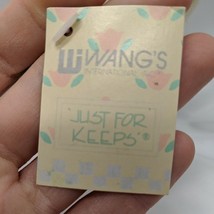 WANG'S
INTERNATIONAL
JUST FOR
KEEPS®